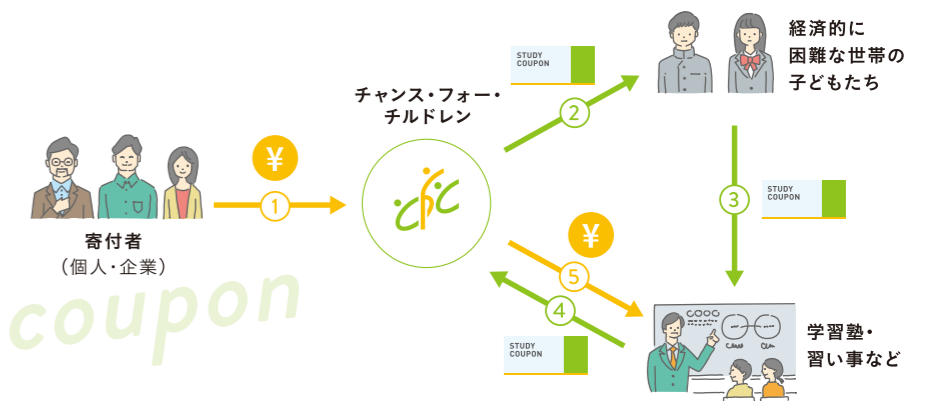 経済的に
困難な世帯の
子どもたち
STUDY
COUPON
チャンス・フォー・
チルドレン
2
¥
1
寄付者
（個人・企業）
coupon
3
STUDY
COUPON
¥
5
4
STUDY
COUPON
学習塾・
習い事など